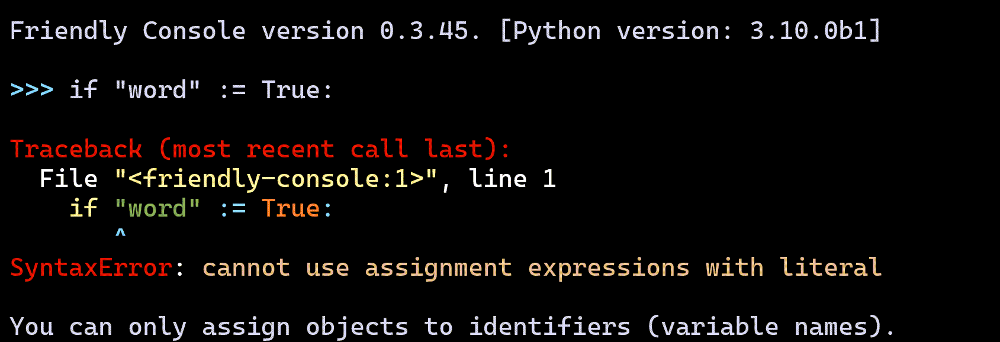 Friendly Console version 0.3.45. [Python version: 3.10.0b1]
>>> if "word" := True:
Traceback (most recent call last):
File "<friendly-console:1>", line 1
if "word" := True:
^
SyntaxError: cannot use assignment expressions with literal
You can only assign objects to identifiers (variable names).